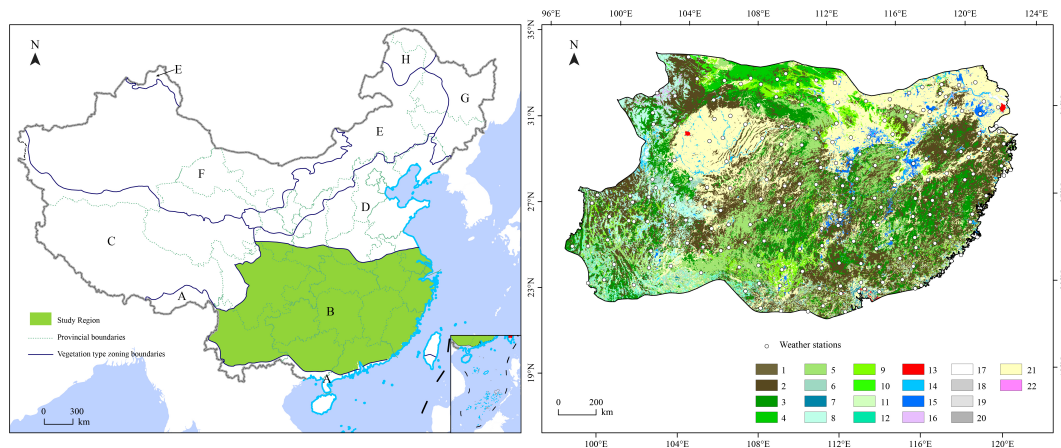 N
E
H
G
E
F
D
C
A
B
A
Study Region
Provincial boundaries
Vegetation type zoning boundaries
0 300
km
96°E 100°E 104°E 108°E 112°E 116°E 120°E 124°E
35°N
31°N
27°N
23°N
19°N
N
Weather stations
1 5 9 13 17 21
2 6 10 14 18 22
3 7 11 15 19
4 8 12 16 20
0 200
km
100°E 104°E 108°E 112°E 116°E 120°E